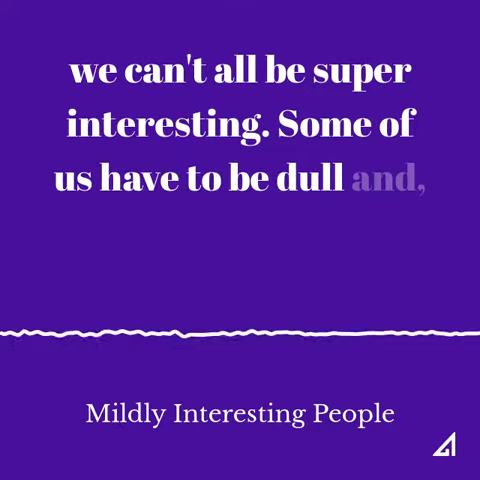 we can't all be super
interesting. Some of
us have to be dull and,
Mildly Interesting People